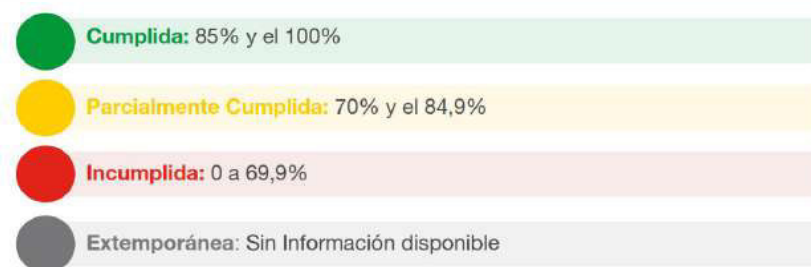 Cumplida: 85% y el 100%
Parcialmente Cumplida: 70% y el 84,9%
Incumplida: 0 a 69,9%
Extemporánea: Sin Información disponible